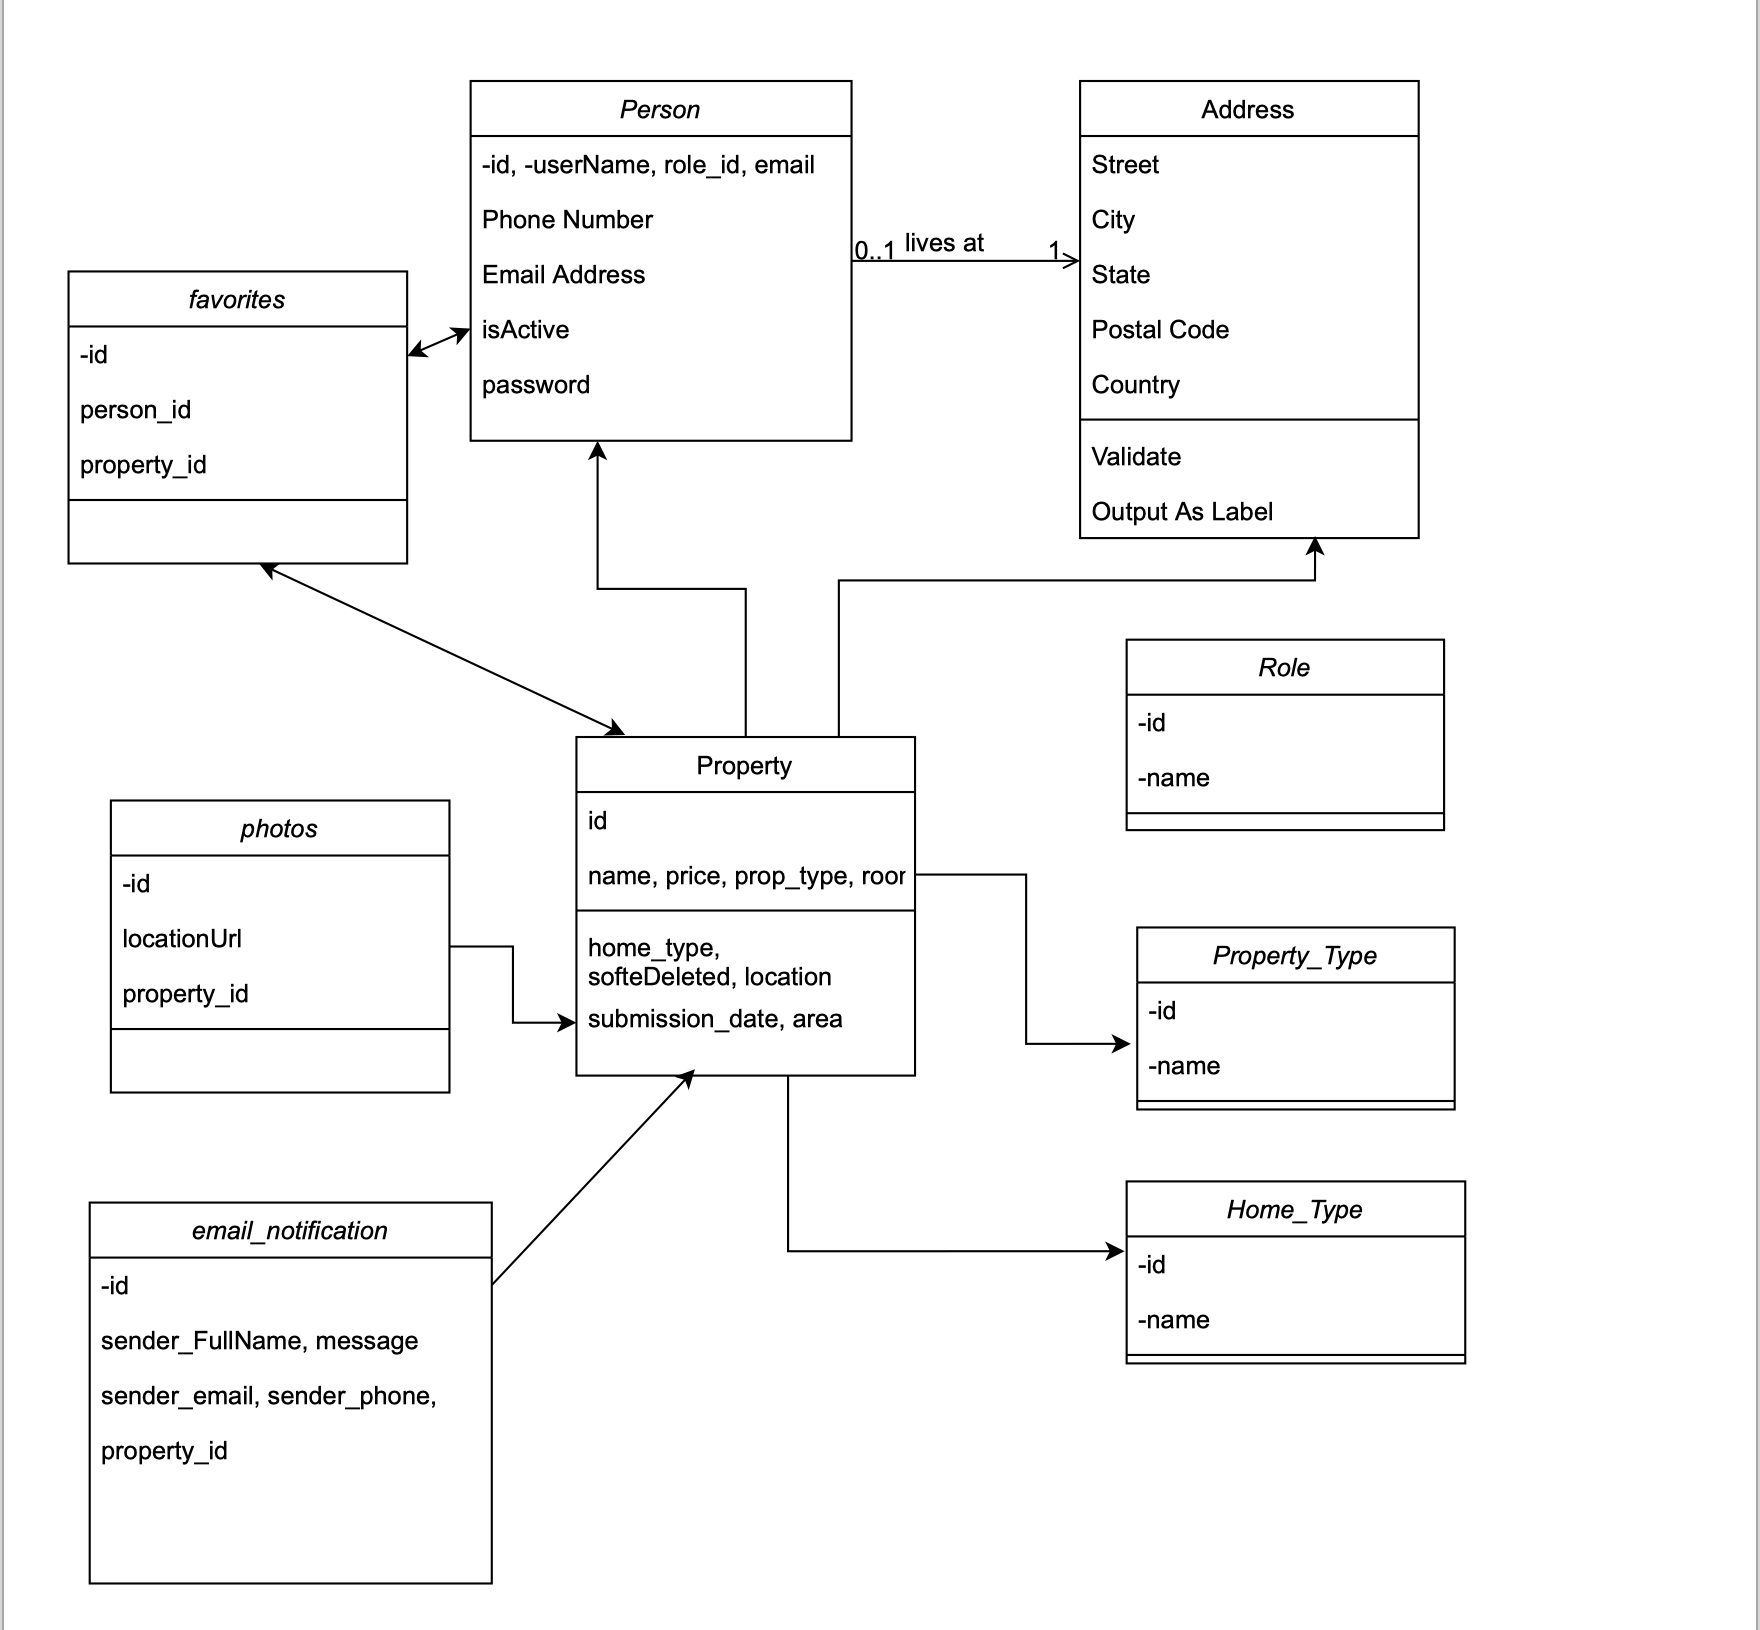 Person
-id, -userName, role_id, email
Phone Number
Email Address
isActive
password
Address
Street
City
State
Postal Code
Country
Validate
Output As Label
0..1 lives at 1
favorites
-id
person_id
property_id
Role
-id
-name
Property
id
name, price, prop_type, roor
home_type,
softeDeleted, location
submission_date, area
photos
-id
locationUrl
property_id
Property_Type
-id
-name
email_notification
-id
sender_FullName, message
sender_email, sender_phone,
property_id
Home_Type
-id
-name